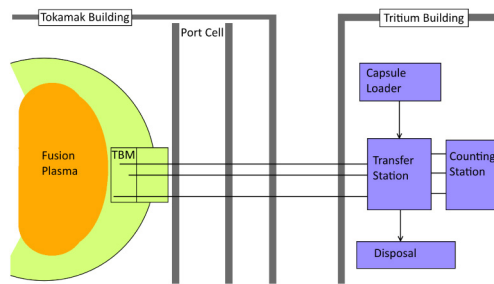 Tokamak Building
Tritium Building
Port Cell
Capsule
Loader
TBM
Fusion
Plasma
Transfer
Station
Counting
Station
Disposal